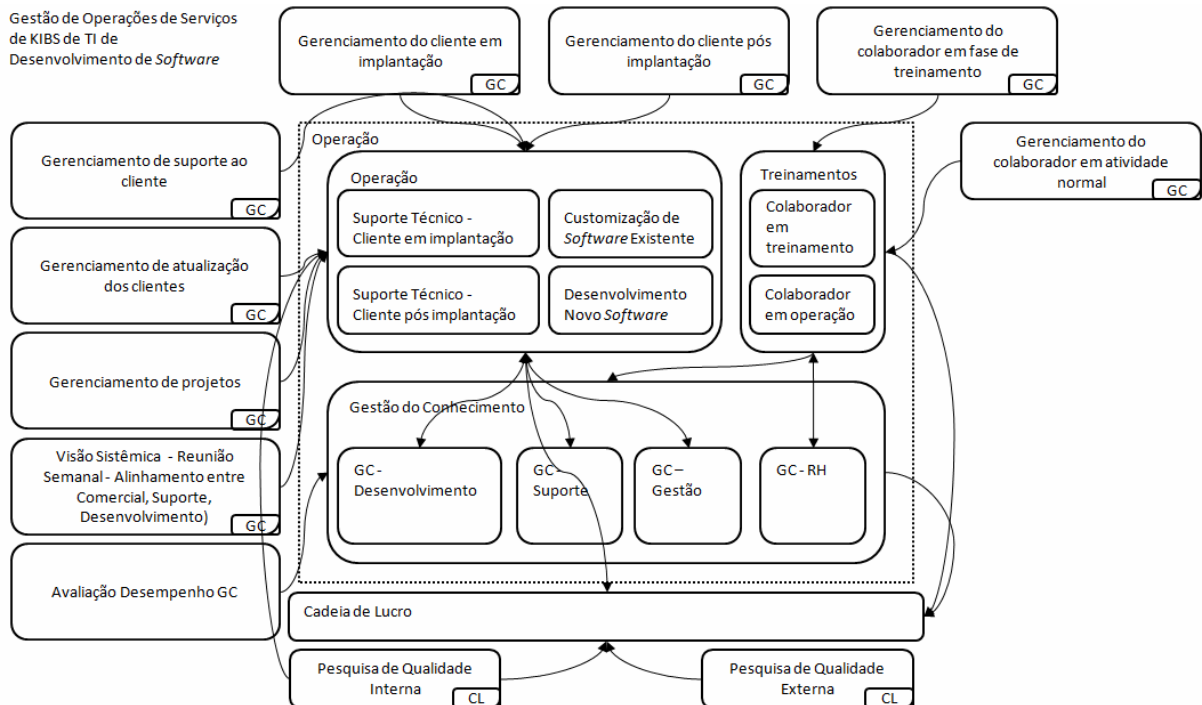 Gestão de Operações de Serviços
de KIBS de TI de
Desenvolvimento de Software
Gerenciamento do cliente em
implantação
GC
Gerenciamento do cliente pós
implantação
GC
Gerenciamento do
colaborador em fase de
treinamento
GC
Gerenciamento de suporte ao
cliente
GC
Gerenciamento do
colaborador em atividade
normal
GC
Operação
Operação
Suporte Técnico -
Cliente em implantação
Customização de
Software Existente
Suporte Técnico -
Cliente pós implantação
Desenvolvimento
Novo Software
Treinamentos
Colaborador
em
treinamento
Colaborador
em operação
Gerenciamento de atualização
dos clientes
GC
Gerenciamento de projetos
GC
Visão Sistêmica - Reunião
Semanal - Alinhamento entre
Comercial, Suporte,
Desenvolvimento)
GC
Avaliação Desempenho GC
Gestão do Conhecimento
GC -
Desenvolvimento
GC -
Suporte
GC –
Gestão
GC - RH
Cadeia de Lucro
Pesquisa de Qualidade
Interna
CL
Pesquisa de Qualidade
Externa
CL